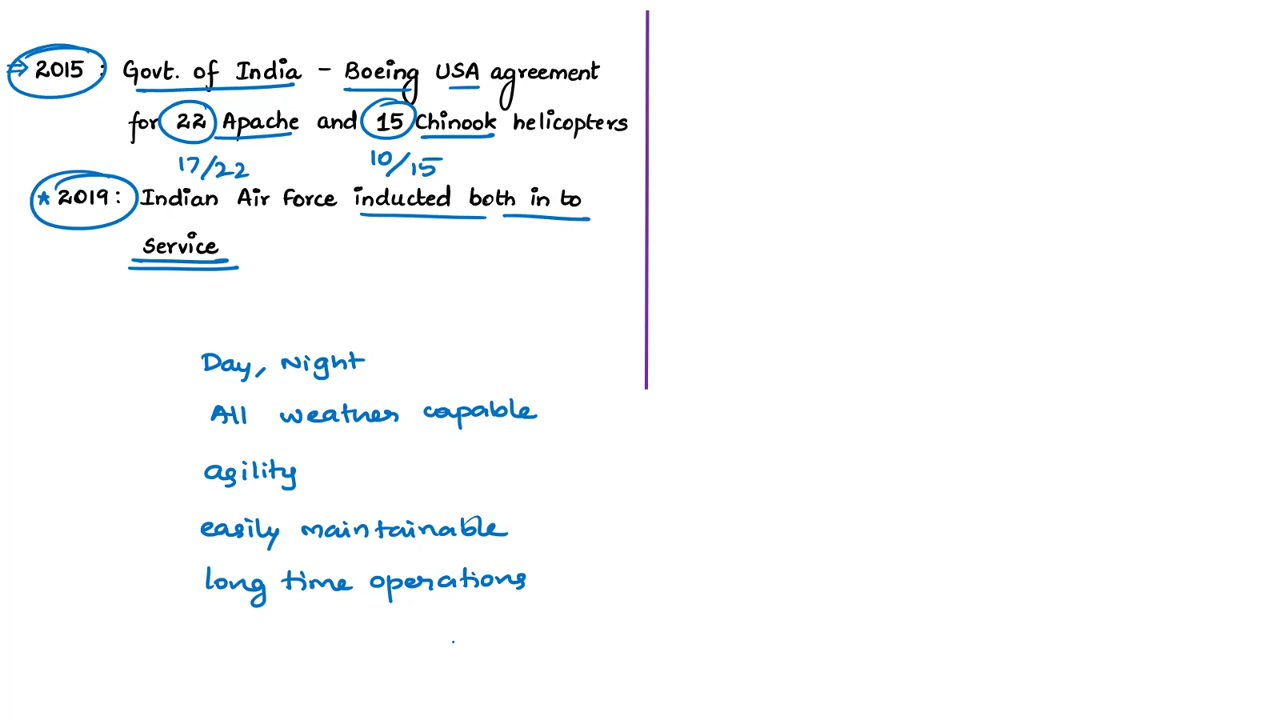 ⇒ 2015 : Govt. of India - Boeing USA agreement
for 22 Apache and 15 Chinook helicopters
17/22 10/15
* 2019 : Indian Air Force inducted both in to
Service
Day, Night
All weather capable
agility
easily maintainable
long time operations